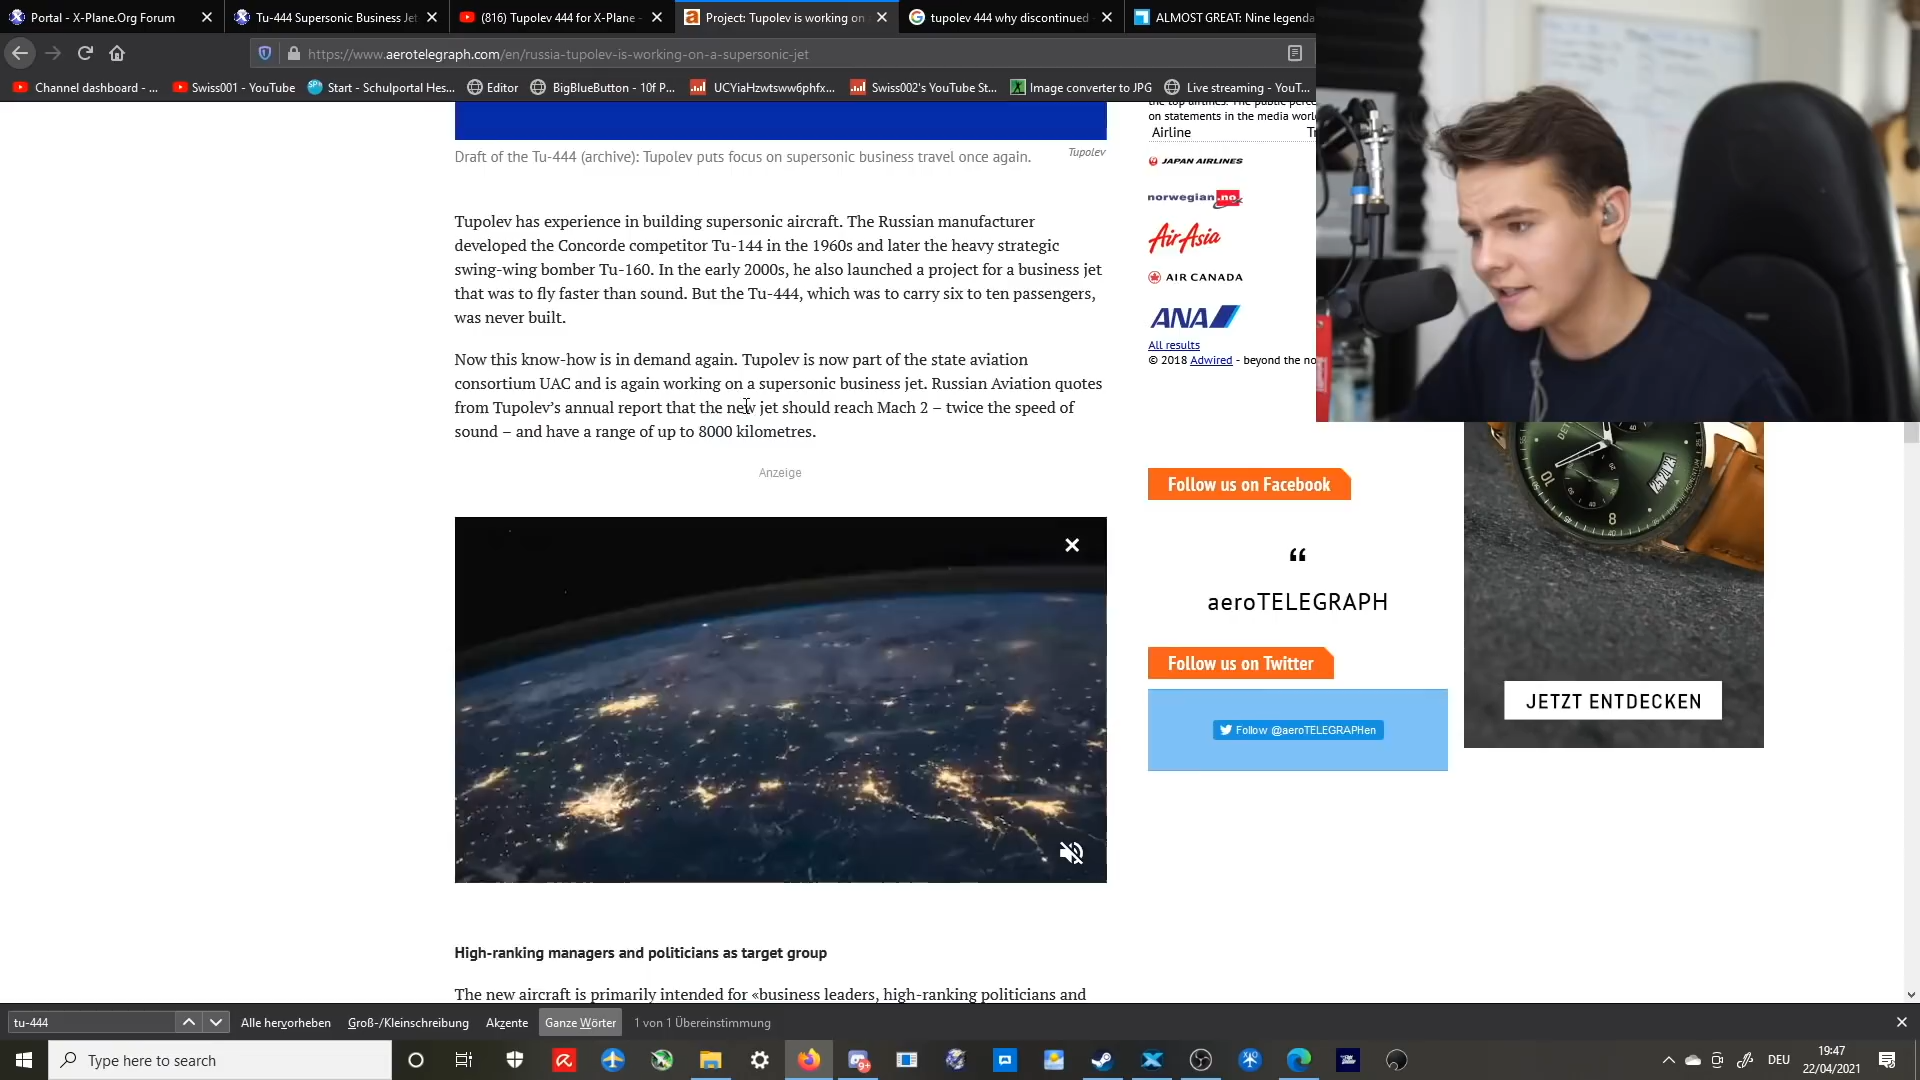 Portal - X-Plane.Org Forum
Tu-444 Supersonic Business Jet
(816) Tupolev 444 for X-Plane -
Project: Tupolev is working on
tupolev 444 why discontinued
ALMOST GREAT: Nine legenda
https://www.aerotelegraph.com/en/russia-tupolev-is-working-on-a-supersonic-jet
Channel dashboard - ...
Swiss001 - YouTube
Start - Schulportal Hes...
Editor
BigBlueButton - 10f P...
UCYiaHzwtsww6phfx...
Swiss002's YouTube St...
Image converter to JPG
Live streaming - YouT...
Draft of the Tu-444 (archive): Tupolev puts focus on supersonic business travel once again.
Tupolev
Tupolev has experience in building supersonic aircraft. The Russian manufacturer
developed the Concorde competitor Tu-144 in the 1960s and later the heavy strategic
swing-wing bomber Tu-160. In the early 2000s, he also launched a project for a business jet
that was to fly faster than sound. But the Tu-444, which was to carry six to ten passengers,
was never built.
Now this know-how is in demand again. Tupolev is now part of the state aviation
consortium UAC and is again working on a supersonic business jet. Russian Aviation quotes
from Tupolev’s annual report that the new jet should reach Mach 2 – twice the speed of
sound – and have a range of up to 8000 kilometres.
Anzeige
High-ranking managers and politicians as target group
The new aircraft is primarily intended for «business leaders, high-ranking politicians and
the top airlines. The public perce
on statements in the media worl
Airline
Tr
JAPAN AIRLINES
norwegian.no
AirAsia
AIR CANADA
ANA
All results
© 2018 Adwired - beyond the no
Follow us on Facebook
“
aeroTELEGRAPH
Follow us on Twitter
Follow @aeroTELEGRAPHen
10
8
JETZT ENTDECKEN
tu-444
Alle hervorheben
Groß-/Kleinschreibung
Akzente
Ganze Wörter
1 von 1 Übereinstimmung
Type here to search
9+
DEU
19:47
22/04/2021